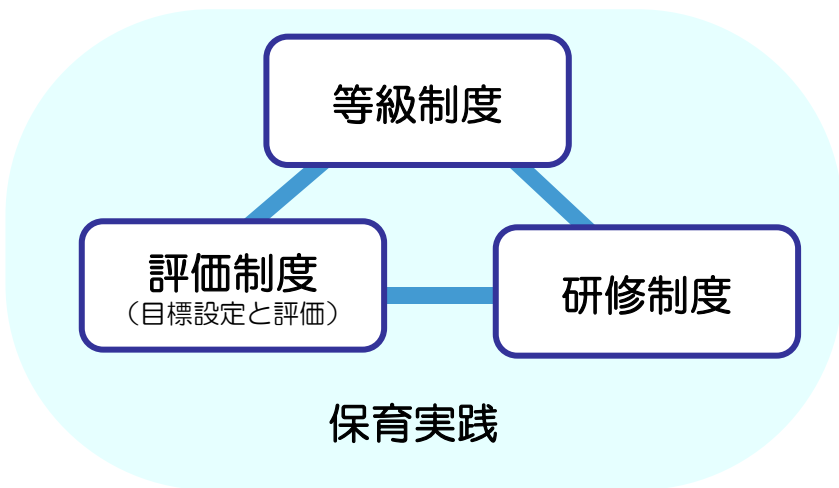 等級制度
評価制度
（目標設定と評価）
研修制度
保育実践